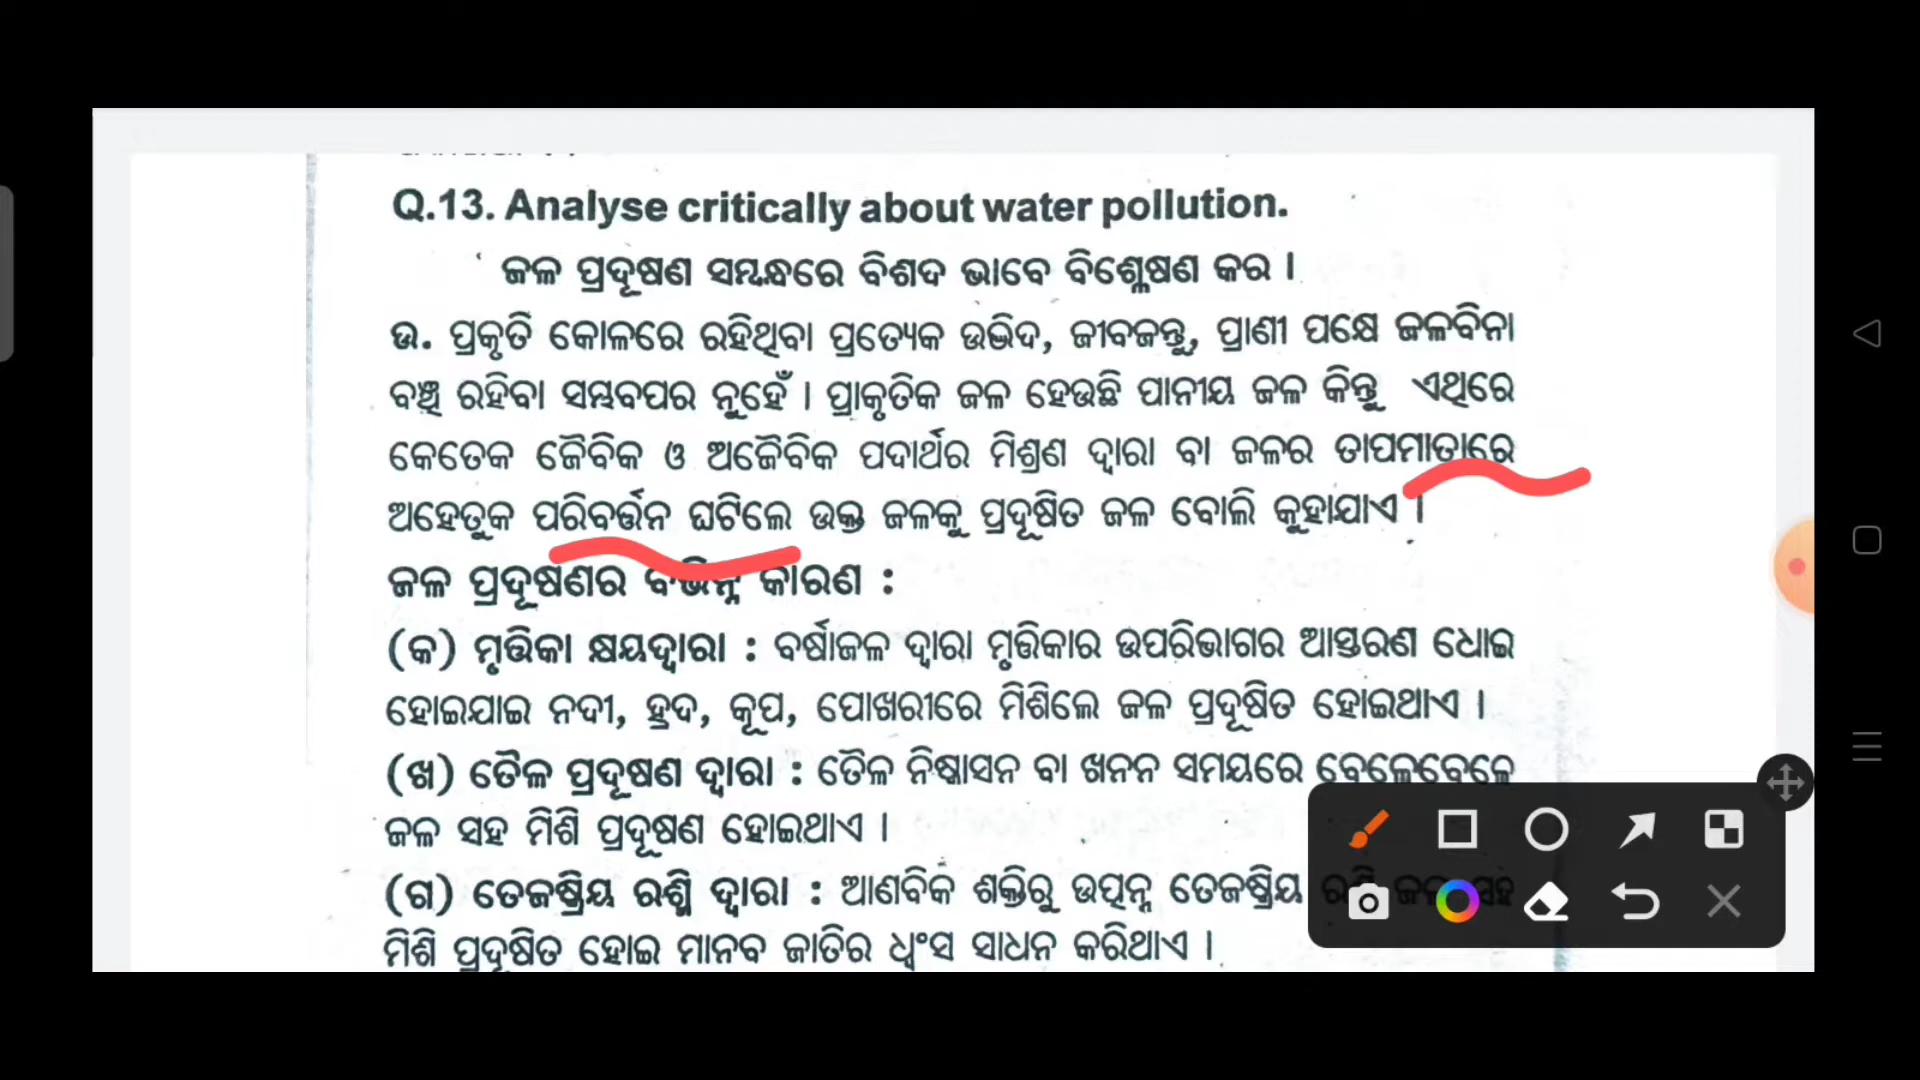 Q.13. Analyse critically about water pollution.
ଜଳ ପ୍ରଦୂଷଣ ସମ୍ବନ୍ଧରେ ବିଶଦ ଭାବେ ବିଶ୍ଳେଷଣ କର ।
ଉ. ପ୍ରକୃତି କୋଳରେ ରହିଥିବା ପ୍ରତ୍ୟେକ ଉଦ୍ଭିଦ, ଜୀବଜନ୍ତୁ, ପ୍ରାଣୀ ପକ୍ଷେ ଜଳବିନା
ବଞ୍ଚି ରହିବା ସମ୍ଭବପର ନୁହେଁ । ପ୍ରାକୃତିକ ଜଳ ହେଉଛି ପାନୀୟ ଜଳ କିନ୍ତୁ ଏଥିରେ
କେତେକ ଜୈବିକ ଓ ଅଜୈବିକ ପଦାର୍ଥର ମିଶ୍ରଣ ଦ୍ୱାରା ବା ଜଳର ତାପମାତ୍ରାରେ
ଅହେତୁକ ପରିବର୍ତ୍ତନ ଘଟିଲେ ଉକ୍ତ ଜଳକୁ ପ୍ରଦୂଷିତ ଜଳ ବୋଲି କୁହାଯାଏ ।
ଜଳ ପ୍ରଦୂଷଣର ବିଭିନ୍ନ କାରଣ :
(କ) ମୃତ୍ତିକା କ୍ଷୟଦ୍ୱାରା : ବର୍ଷାଜଳ ଦ୍ୱାରା ମୃତ୍ତିକାର ଉପରିଭାଗର ଆସ୍ତରଣ ଧୋଇ
ହୋଇଯାଇ ନଦୀ, ହ୍ରଦ, କୂପ, ପୋଖରୀରେ ମିଶିଲେ ଜଳ ପ୍ରଦୂଷିତ ହୋଇଥାଏ ।
(ଖ) ତୈଳ ପ୍ରଦୂଷଣ ଦ୍ୱାରା : ତୈଳ ନିଷ୍କାସନ ବା ଖନନ ସମୟରେ ବେଳେବେଳେ
ଜଳ ସହ ମିଶି ପ୍ରଦୂଷଣ ହୋଇଥାଏ ।
(ଗ) ତେଜଷ୍କ୍ରିୟ ରଶ୍ମି ଦ୍ୱାରା : ଆଣବିକ ଶକ୍ତିରୁ ଉତ୍ପନ୍ନ ତେଜଷ୍କ୍ରିୟ ରଶ୍ମି ଜଳ ସହ
ମିଶି ପ୍ରଦୂଷିତ ହୋଇ ମାନବ ଜାତିର ଧ୍ୱଂସ ସାଧନ କରିଥାଏ ।